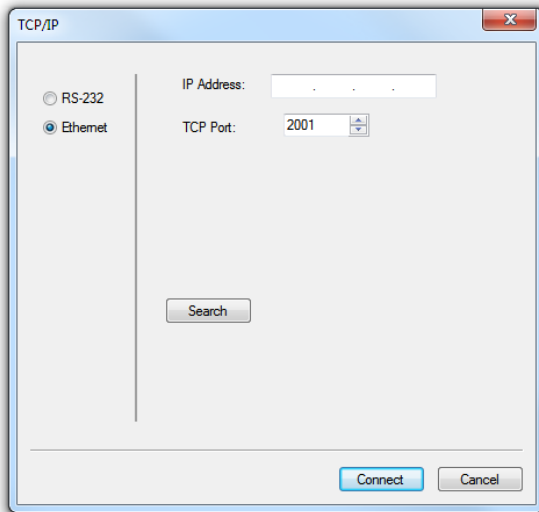 TCP/IP
RS-232
Ethernet
IP Address: . . .
TCP Port: 2001
Search
Connect Cancel